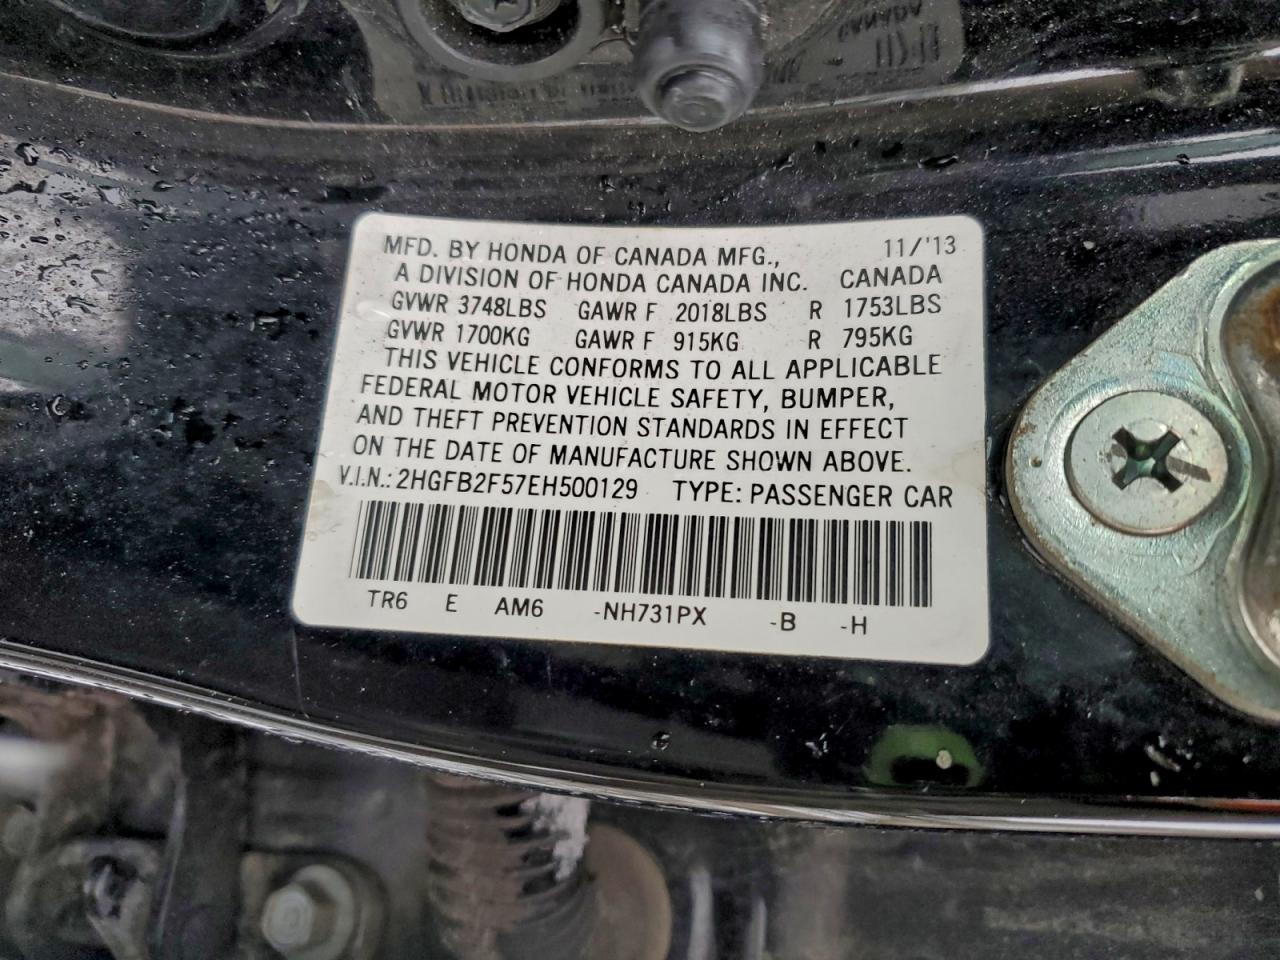 CANADA
MFD. BY HONDA OF CANADA MFG., 11/'13
A DIVISION OF HONDA CANADA INC. CANADA
GVWR 3748LBS GAWR F 2018LBS R 1753LBS
GVWR 1700KG GAWR F 915KG R 795KG
THIS VEHICLE CONFORMS TO ALL APPLICABLE
FEDERAL MOTOR VEHICLE SAFETY, BUMPER,
AND THEFT PREVENTION STANDARDS IN EFFECT
ON THE DATE OF MANUFACTURE SHOWN ABOVE.
V.I.N.: 2HGFB2F57EH500129 TYPE: PASSENGER CAR
TR6 E AM6 -NH731PX -B -H